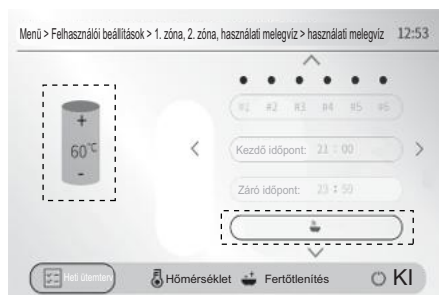 Menü > Felhasználói beállítások > 1. zóna, 2. zóna, használati melegvíz > használati melegvíz 12:53
#1 #2 #3 #4 #5 #6
+
60°C
-
< Kezdő időpont: 21 : 00 >
Záró időpont: 23 : 59
Heti ütemterv Hőmérséklet Fertőtlenítés KI